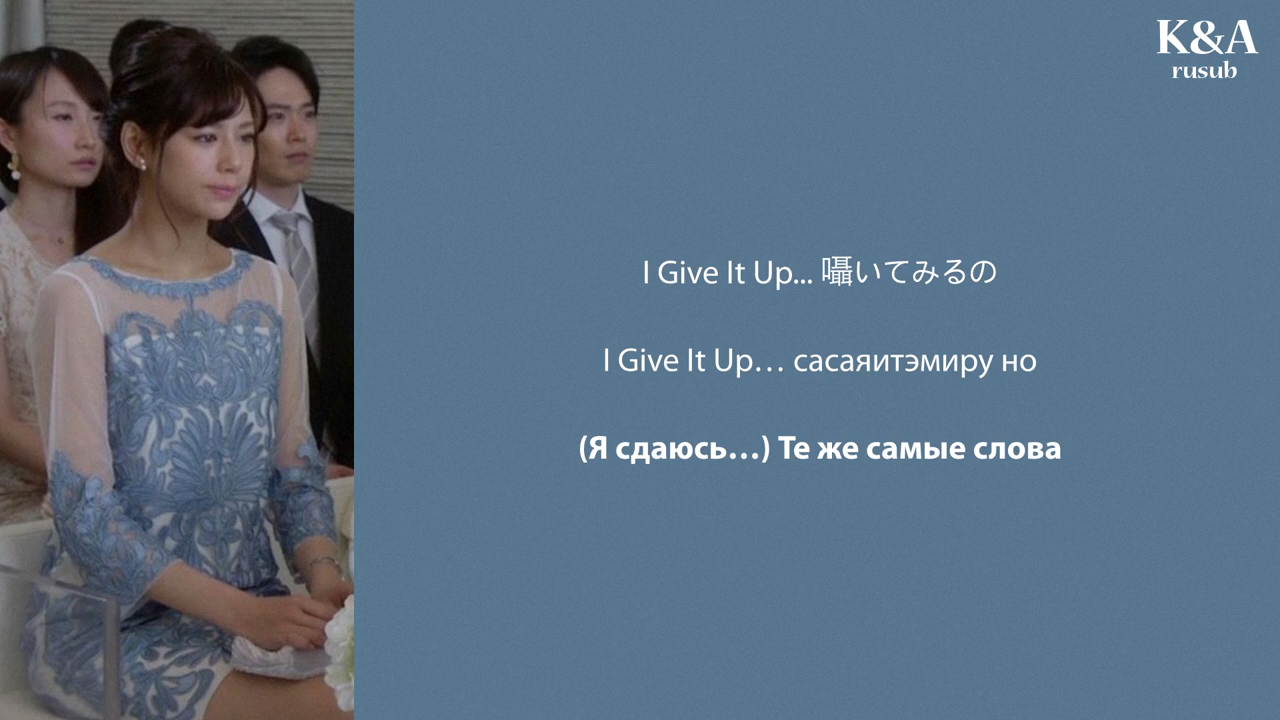 K&A
rusub
I Give It Up... 囁いてみるの
I Give It Up… сасаяитэмиру но
(Я сдаюсь…) Те же самые слова